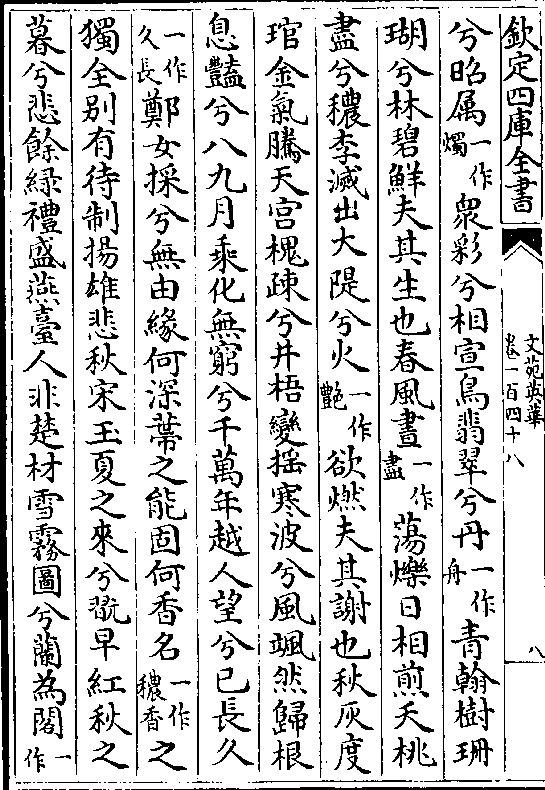 欽定四庫全書
文苑英華
卷一百四十八
八
兮昭屬一作燭眾彩兮相宣鳥翡翠兮丹一作舟青翰樹珊
瑚兮林碧鮮夫其生也春風晝一作盡蕩爍日相煎夭桃
盡兮穠李滅出大隄兮火一作艶欲燃夫其謝也秋灰度
琯金氣騰天宫槐疎兮井梧變摇寒波兮風颯然歸根
息豔兮八九月乘化無窮兮千萬年越人望兮已長久
一作久長鄭女採兮無由緣何深蔕之能固何香名一作穠香之
獨全别有待制揚雄悲秋宋玉夏之來兮翫早紅秋之
暮兮悲餘緑禮盛燕臺人非楚材雪霧圖兮蘭為閣一作